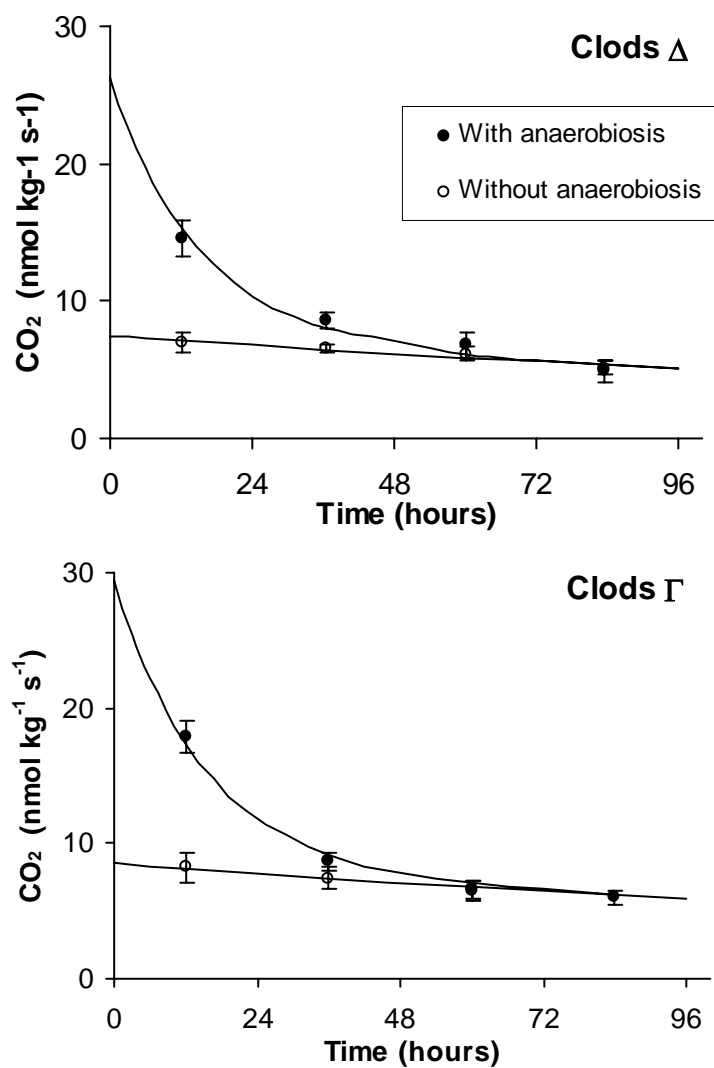 30
Clods Δ
With anaerobiosis
Without anaerobiosis
20
10
0
CO₂ (nmol kg-1 s-1)
0 24 48 72 96
Time (hours)
30
Clods Γ
20
10
0
CO₂ (nmol kg⁻¹ s⁻¹)
0 24 48 72 96
Time (hours)